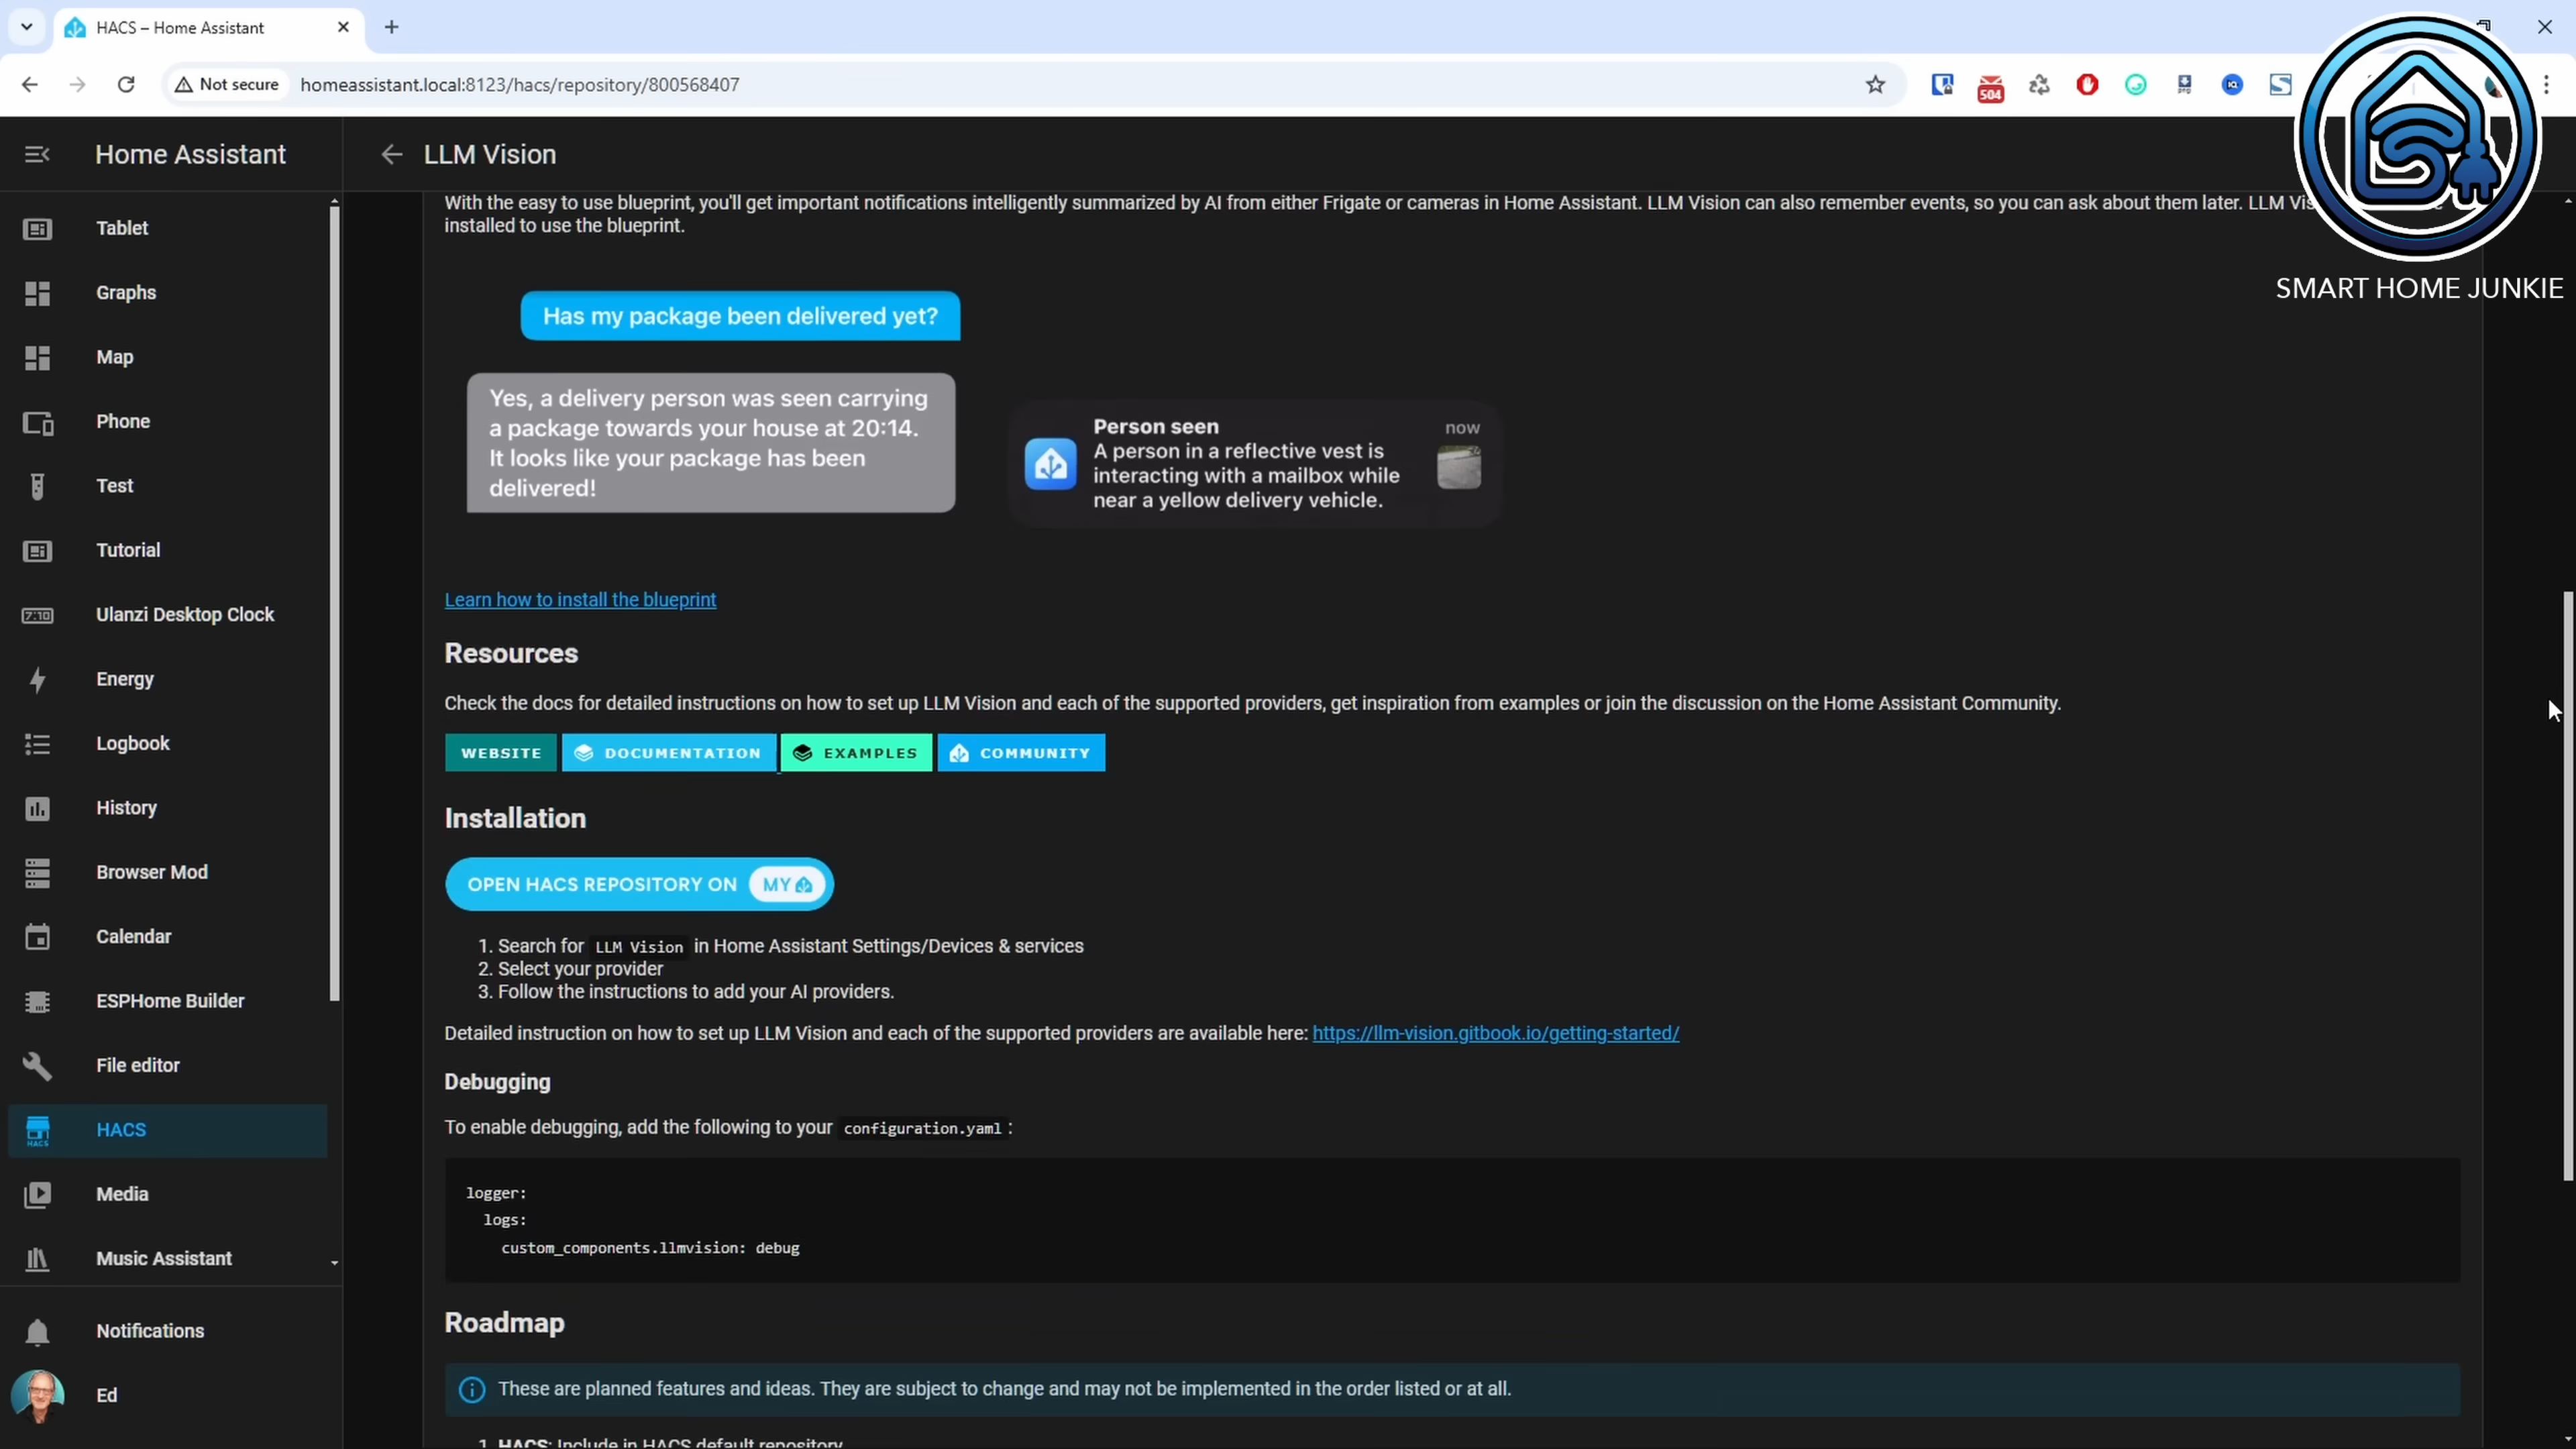 HACS – Home Assistant
Not secure
homeassistant.local:8123/hacs/repository/800568407
504
SMART HOME JUNKIE
Home Assistant
LLM Vision
Tablet
Graphs
Map
Phone
Test
Tutorial
7:10
Ulanzi Desktop Clock
Energy
Logbook
History
Browser Mod
Calendar
ESPHome Builder
File editor
HACS
HACS
Media
Music Assistant
Notifications
Ed
With the easy to use blueprint, you'll get important notifications intelligently summarized by AI from either Frigate or cameras in Home Assistant. LLM Vision can also remember events, so you can ask about them later. LLM
installed to use the blueprint.
Has my package been delivered yet?
Yes, a delivery person was seen carrying
a package towards your house at 20:14.
It looks like your package has been
delivered!
Person seen
now
A person in a reflective vest is
interacting with a mailbox while
near a yellow delivery vehicle.
Learn how to install the blueprint
Resources
Check the docs for detailed instructions on how to set up LLM Vision and each of the supported providers, get inspiration from examples or join the discussion on the Home Assistant Community.
WEBSITE DOCUMENTATION EXAMPLES COMMUNITY
Installation
OPEN HACS REPOSITORY ON MY
1. Search for LLM Vision in Home Assistant Settings/Devices & services
2. Select your provider
3. Follow the instructions to add your AI providers.
Detailed instruction on how to set up LLM Vision and each of the supported providers are available here: https://llm-vision.gitbook.io/getting-started/
Debugging
To enable debugging, add the following to your configuration.yaml :
logger:
logs:
custom_components.llmvision: debug
Roadmap
These are planned features and ideas. They are subject to change and may not be implemented in the order listed or at all.
1. HACS: Include in HACS default repository